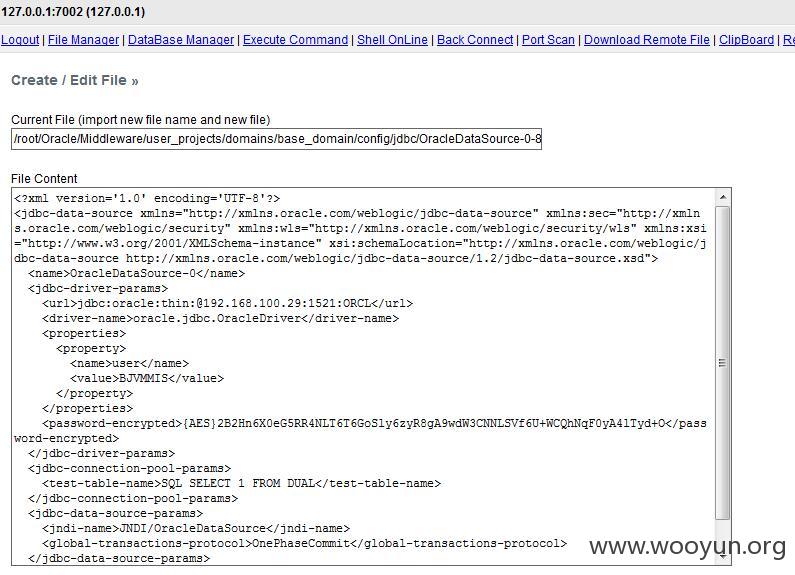 127.0.0.1:7002 (127.0.0.1)
Logout | File Manager | DataBase Manager | Execute Command | Shell OnLine | Back Connect | Port Scan | Download Remote File | ClipBoard | Re
Create / Edit File »
Current File (import new file name and new file)
/root/Oracle/Middleware/user_projects/domains/base_domain/config/jdbc/OracleDataSource-0-8
File Content
<?xml version='1.0' encoding='UTF-8'?>
<jdbc-data-source xmlns="http://xmlns.oracle.com/weblogic/jdbc-data-source" xmlns:sec="http://xmln
s.oracle.com/weblogic/security" xmlns:wls="http://xmlns.oracle.com/weblogic/security/wls" xmlns:xsi
="http://www.w3.org/2001/XMLSchema-instance" xsi:schemaLocation="http://xmlns.oracle.com/weblogic/j
dbc-data-source http://xmlns.oracle.com/weblogic/jdbc-data-source/1.2/jdbc-data-source.xsd">
  <name>OracleDataSource-0</name>
  <jdbc-driver-params>
    <url>jdbc:oracle:thin:@192.168.100.29:1521:ORCL</url>
    <driver-name>oracle.jdbc.OracleDriver</driver-name>
    <properties>
      <property>
        <name>user</name>
        <value>BJVMMIS</value>
      </property>
    </properties>
    <password-encrypted>{AES}2B2Hn6X0eG5RR4NLT6T6GoSly6zyR8gA9wdW3CNNLSVf6U+WCQhNqF0yA4lTyd+O</pass
word-encrypted>
  </jdbc-driver-params>
  <jdbc-connection-pool-params>
    <test-table-name>SQL SELECT 1 FROM DUAL</test-table-name>
  </jdbc-connection-pool-params>
  <jdbc-data-source-params>
    <jndi-name>JNDI/OracleDataSource</jndi-name>
    <global-transactions-protocol>OnePhaseCommit</global-transactions-protocol>
  </jdbc-data-source-params>
www.wooyun.org